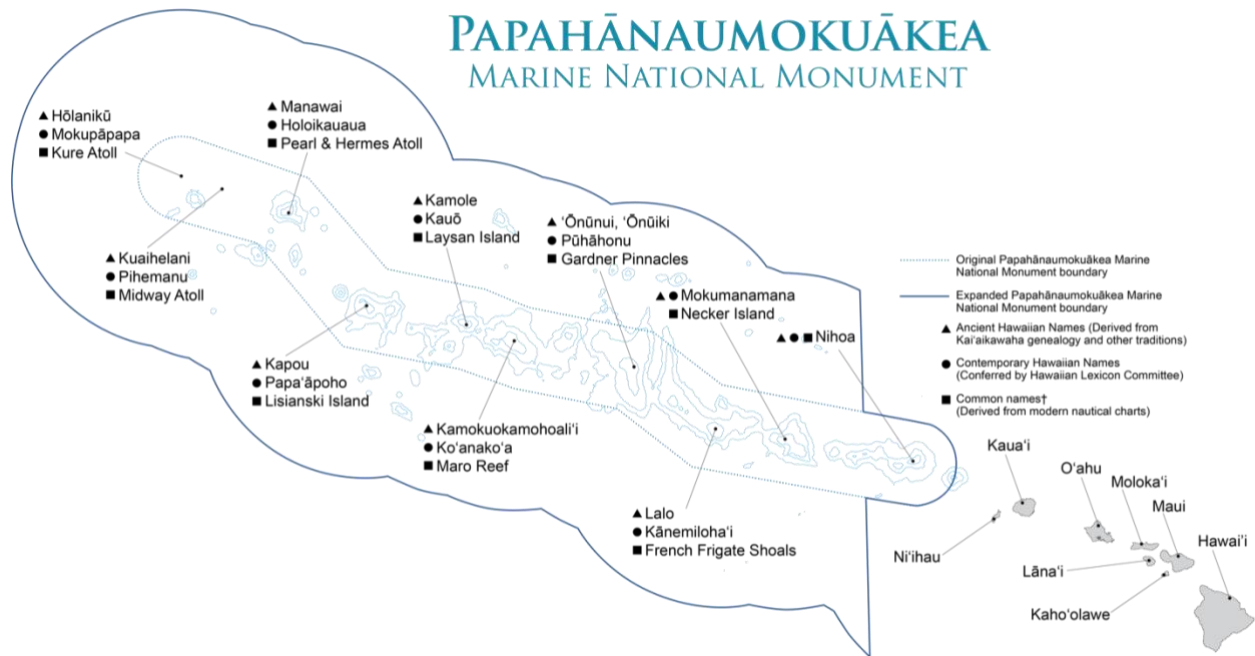 PAPAHĀNAUMOKUĀKEA
MARINE NATIONAL MONUMENT
▲ Hōlanikū
● Mokupāpapa
■ Kure Atoll
▲ Manawai
● Holoikauaua
■ Pearl & Hermes Atoll
▲ Kuaihelani
● Pihemanu
■ Midway Atoll
▲ Kamole
● Kauō
■ Laysan Island
▲ ʻŌnūnui, ʻŌnūiki
● Pūhāhonu
■ Gardner Pinnacles
▲ ● Mokumanamana
■ Necker Island
▲ ● ■ Nihoa
▲ Kapou
● Papaʻāpoho
■ Lisianski Island
▲ Kamokuokamohoaliʻi
● Koʻanakoʻa
■ Maro Reef
▲ Lalo
● Kānemilohaʻi
■ French Frigate Shoals
Original Papahānaumokuākea Marine
National Monument boundary
Expanded Papahānaumokuākea Marine
National Monument boundary
▲ Ancient Hawaiian Names (Derived from
Kaiʻaikawaha genealogy and other traditions)
● Contemporary Hawaiian Names
(Conferred by Hawaiian Lexicon Committee)
■ Common names†
(Derived from modern nautical charts)
Kauaʻi
Oʻahu
Molokaʻi
Maui
Hawaiʻi
Niʻihau
Lānaʻi
Kahoʻolawe